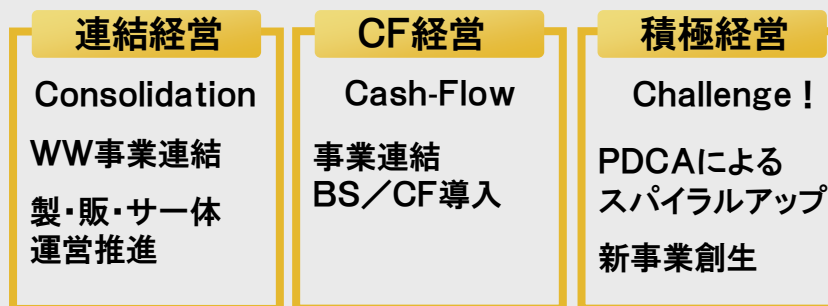 連結経営
Consolidation
WW事業連結
製・販・サ一体
運営推進
CF経営
Cash-Flow
事業連結
BS／CF導入
積極経営
Challenge！
PDCAによる
スパイラルアップ
新事業創生